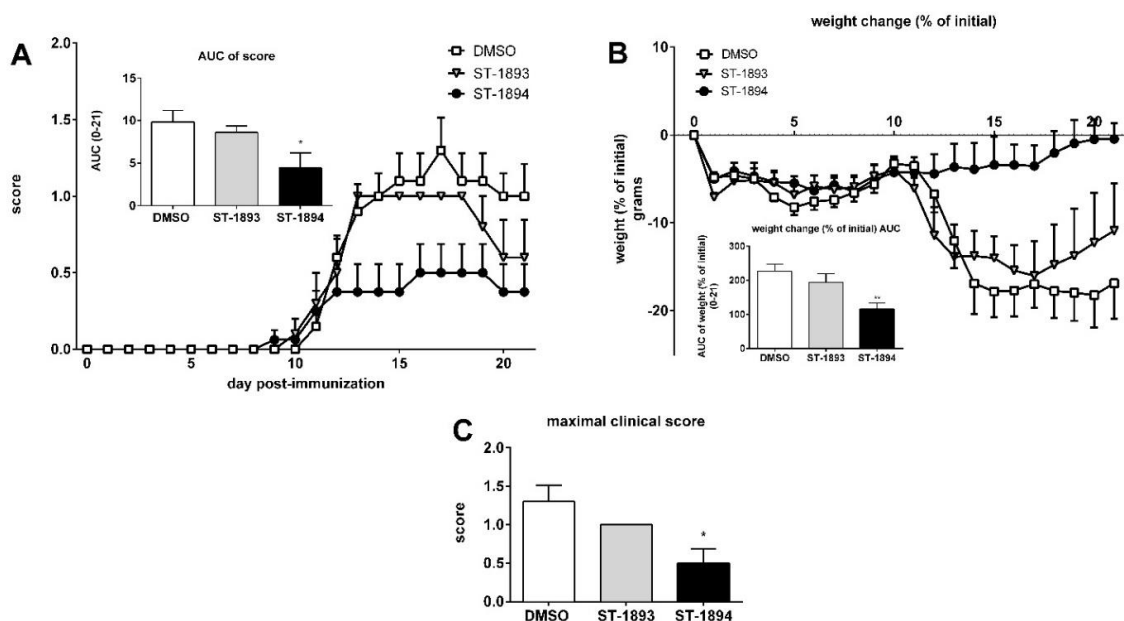 A
2.0
1.5
1.0
0.5
0.0
score
AUC of score
15
10
5
0
AUC (0-21)
*
DMSO ST-1893 ST-1894
DMSO
ST-1893
ST-1894
0 5 10 15 20
day post-immunization
weight change (% of initial)
B
10
0
-10
-20
weight (% of initial)
grams
DMSO
ST-1893
ST-1894
0 5 10 15 20
weight change (% of initial) AUC
300
200
100
0
AUC of weight (% of initial)
(0-21)
**
DMSO ST-1893 ST-1894
C
maximal clinical score
2.0
1.5
1.0
0.5
0.0
score
*
DMSO ST-1893 ST-1894